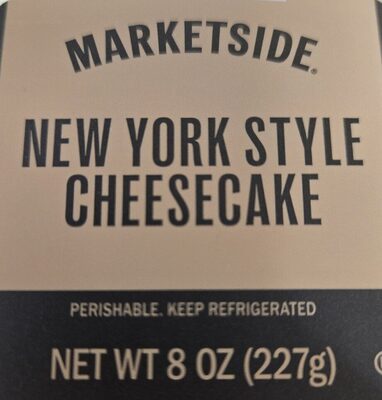 MARKETSIDE.
NEW YORK STYLE
CHEESECAKE
PERISHABLE. KEEP REFRIGERATED
NET WT 8 OZ (227g)